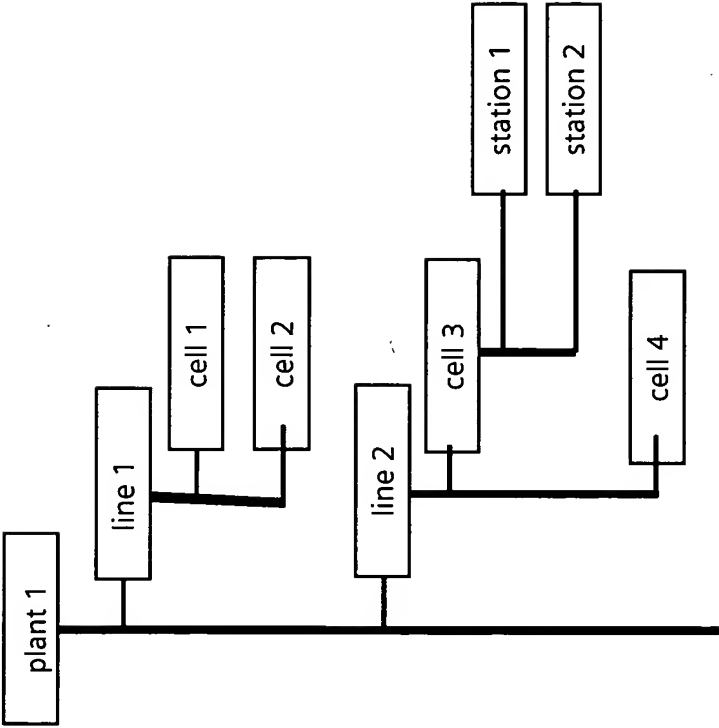 plant 1
line 1
cell 1
cell 2
line 2
cell 3
station 1
station 2
cell 4